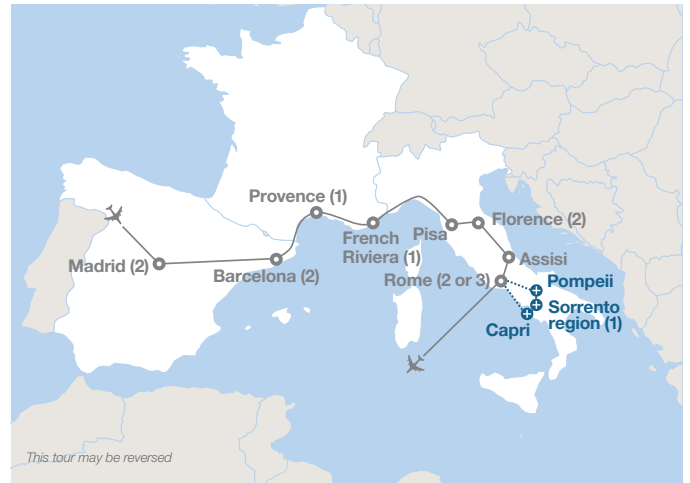 Provence (1)
French
Riviera (1)
Pisa
Florence (2)
Madrid (2)
Barcelona (2)
Assisi
Rome (2 or 3)
Pompeii
Sorrento
region (1)
Capri
This tour may be reversed